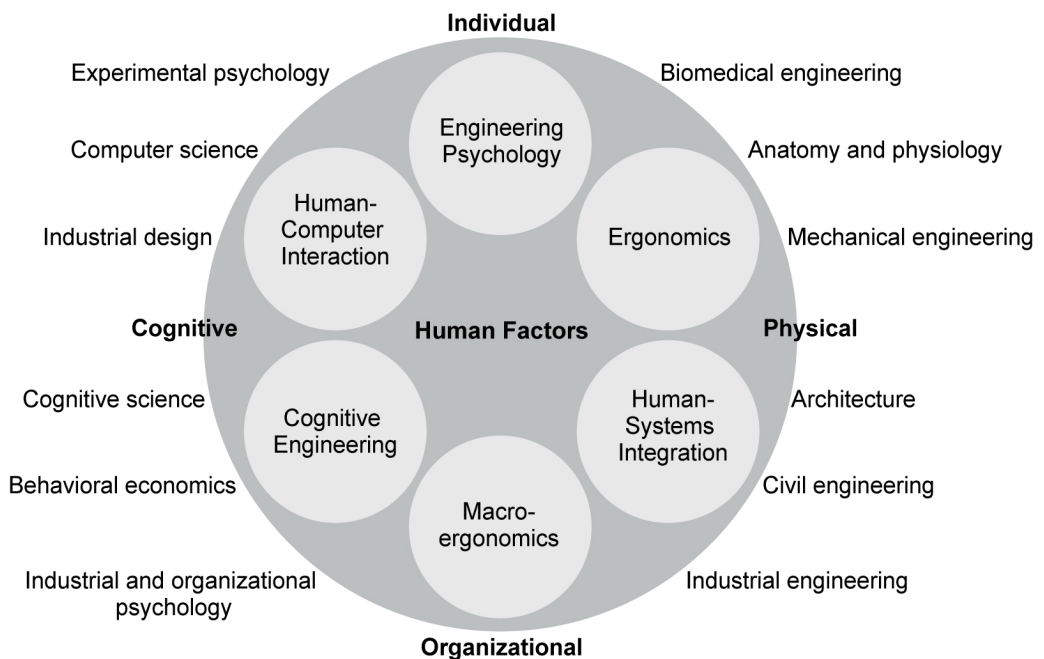 Individual
Experimental psychology
Biomedical engineering
Engineering
Psychology
Computer science
Anatomy and physiology
Human-
Computer
Interaction
Industrial design
Ergonomics
Mechanical engineering
Cognitive
Human Factors
Physical
Cognitive science
Cognitive
Engineering
Human-
Systems
Integration
Architecture
Behavioral economics
Civil engineering
Macro-
ergonomics
Industrial and organizational
psychology
Industrial engineering
Organizational